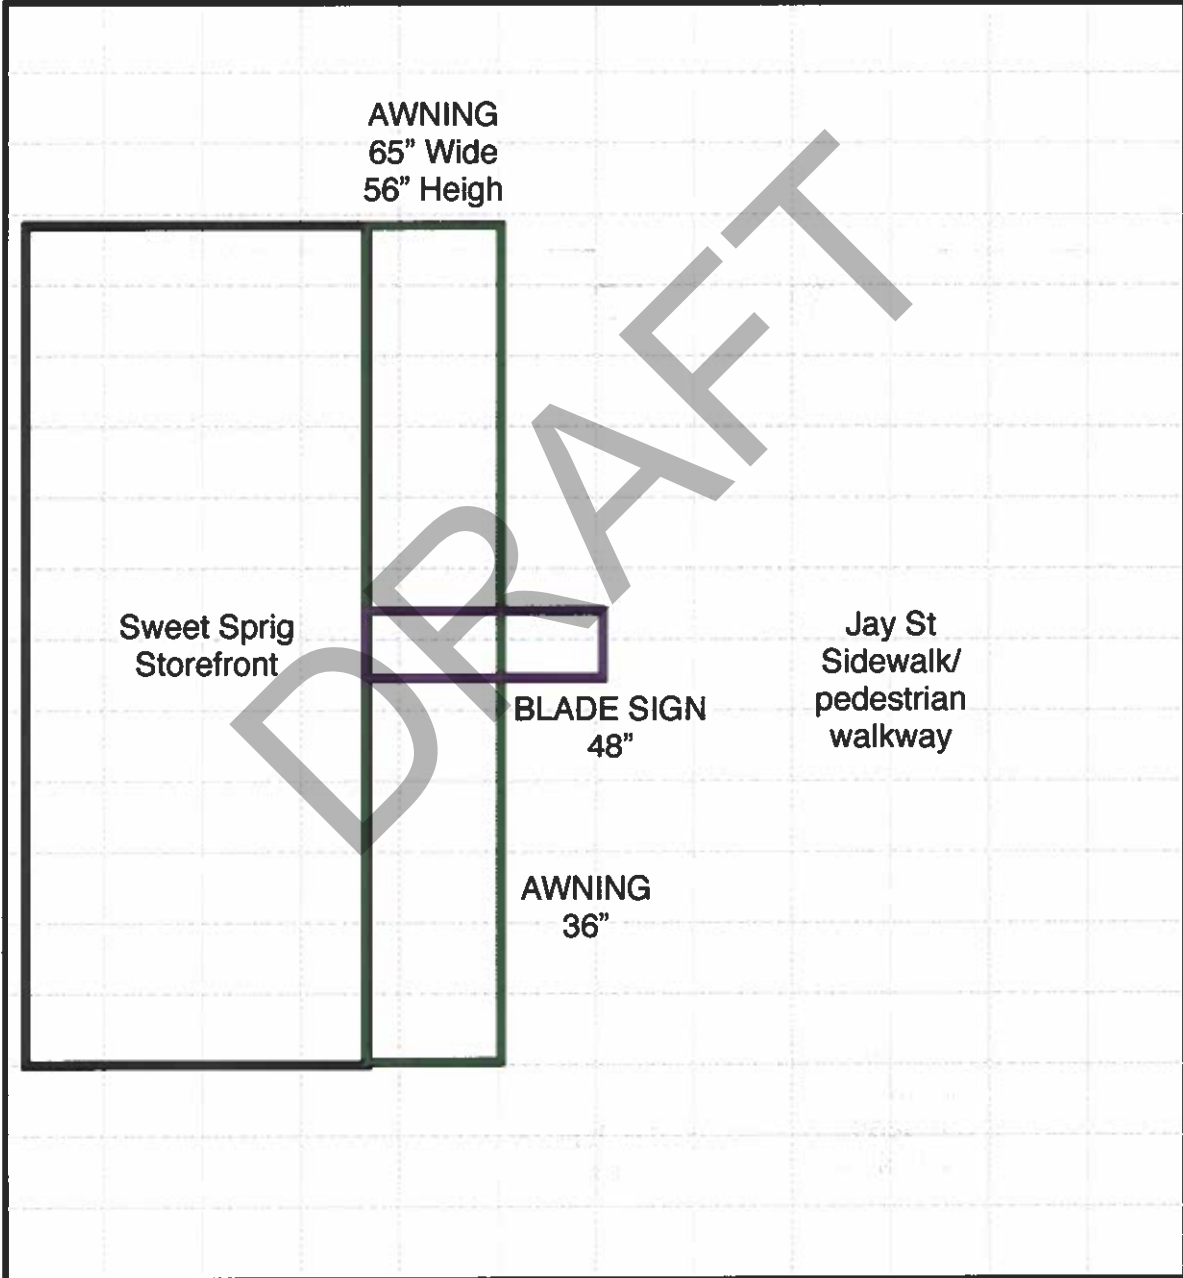 AWNING
65” Wide
56” Heigh
Sweet Sprig
Storefront
Jay St
Sidewalk/
pedestrian
walkway
BLADE SIGN
48”
AWNING
36”
DRAFT